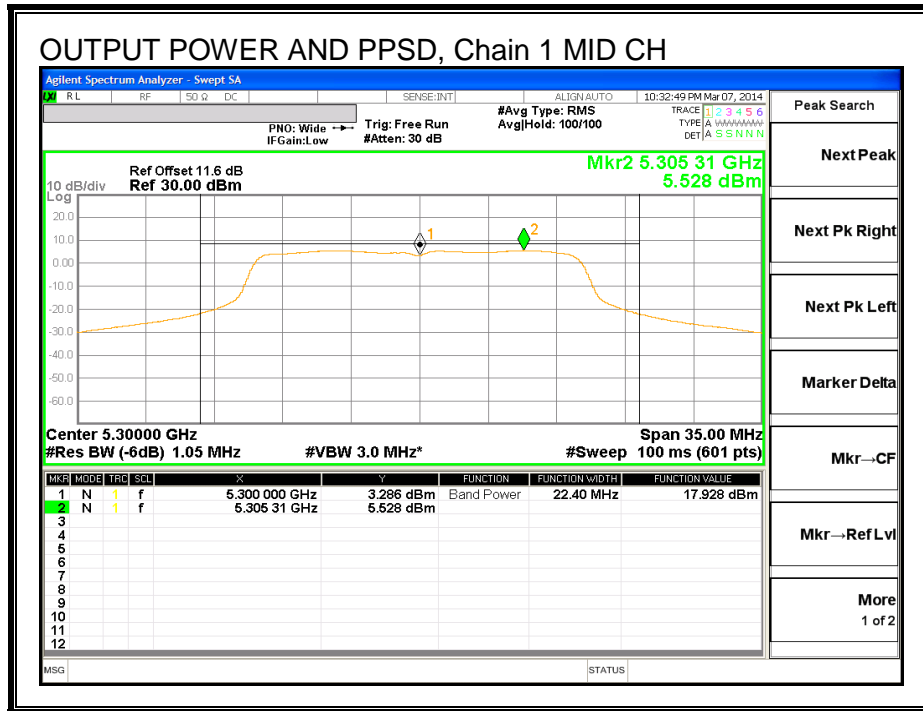 OUTPUT POWER AND PPSD, Chain 1 MID CH
Agilent Spectrum Analyzer - Swept SA
LXI RL RF 50 Ω DC SENSE:INT ALIGN AUTO 10:32:49 PM Mar 07, 2014
PNO: Wide
IFGain:Low
Trig: Free Run
#Atten: 30 dB
#Avg Type: RMS
Avg|Hold: 100/100
TRACE 1 2 3 4 5 6
TYPE A WWWWW
DET A S S N N N
Mkr2 5.305 31 GHz
5.528 dBm
Ref Offset 11.6 dB
10 dB/div Ref 30.00 dBm
Log
20.0
10.0
0.00
-10.0
-20.0
-30.0
-40.0
-50.0
-60.0
1
2
Center 5.30000 GHz Span 35.00 MHz
#Res BW (-6dB) 1.05 MHz #VBW 3.0 MHz* #Sweep 100 ms (601 pts)
MKR MODE TRC SCL X Y FUNCTION FUNCTION WIDTH FUNCTION VALUE
1 N 1 f 5.300 000 GHz 3.286 dBm Band Power 22.40 MHz 17.928 dBm
2 N 1 f 5.305 31 GHz 5.528 dBm
3
4
5
6
7
8
9
10
11
12
MSG STATUS
Peak Search
Next Peak
Next Pk Right
Next Pk Left
Marker Delta
Mkr→CF
Mkr→Ref Lvl
More
1 of 2